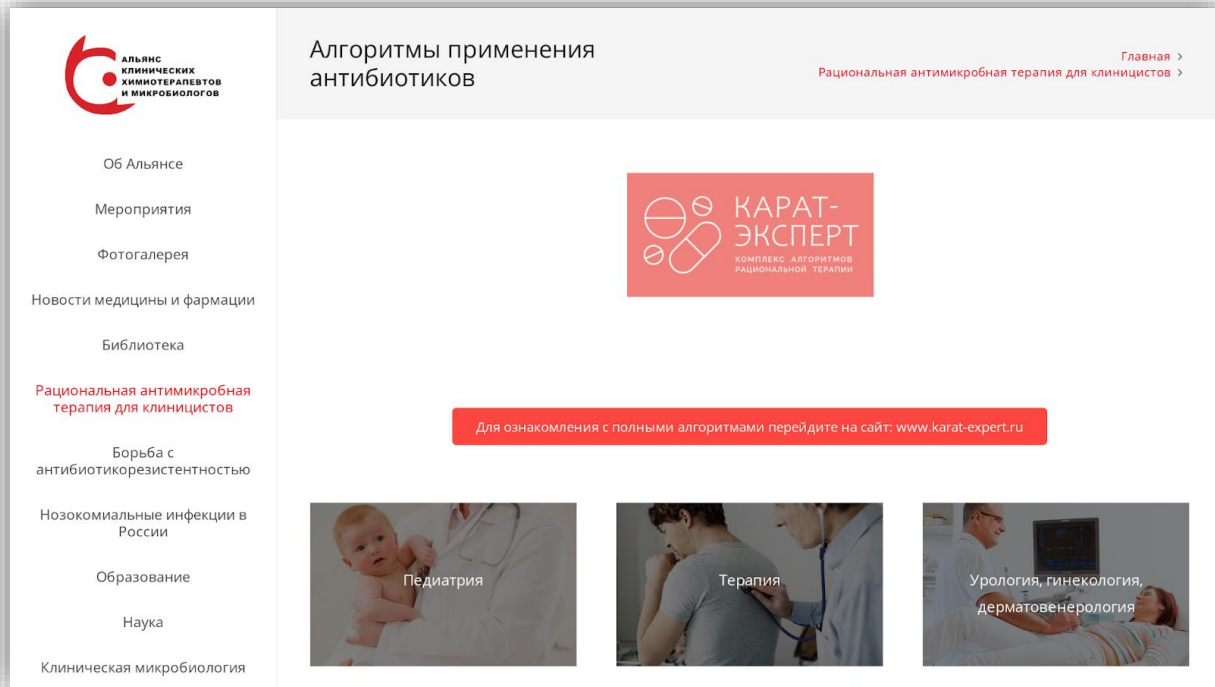 АЛЬЯНС
КЛИНИЧЕСКИХ
ХИМИОТЕРАПЕВТОВ
И МИКРОБИОЛОГОВ
Об Альянсе
Мероприятия
Фотогалерея
Новости медицины и фармации
Библиотека
Рациональная антимикробная
терапия для клиницистов
Борьба с
антибиотикорезистентностью
Нозокомиальные инфекции в
России
Образование
Наука
Клиническая микробиология
Алгоритмы применения
антибиотиков
Главная >
Рациональная антимикробная терапия для клиницистов >
КАРАТ-
ЭКСПЕРТ
КОМПЛЕКС АЛГОРИТМОВ
РАЦИОНАЛЬНОЙ ТЕРАПИИ
Для ознакомления с полными алгоритмами перейдите на сайт: www.karat-expert.ru
Педиатрия
Терапия
Урология, гинекология,
дерматовенерология